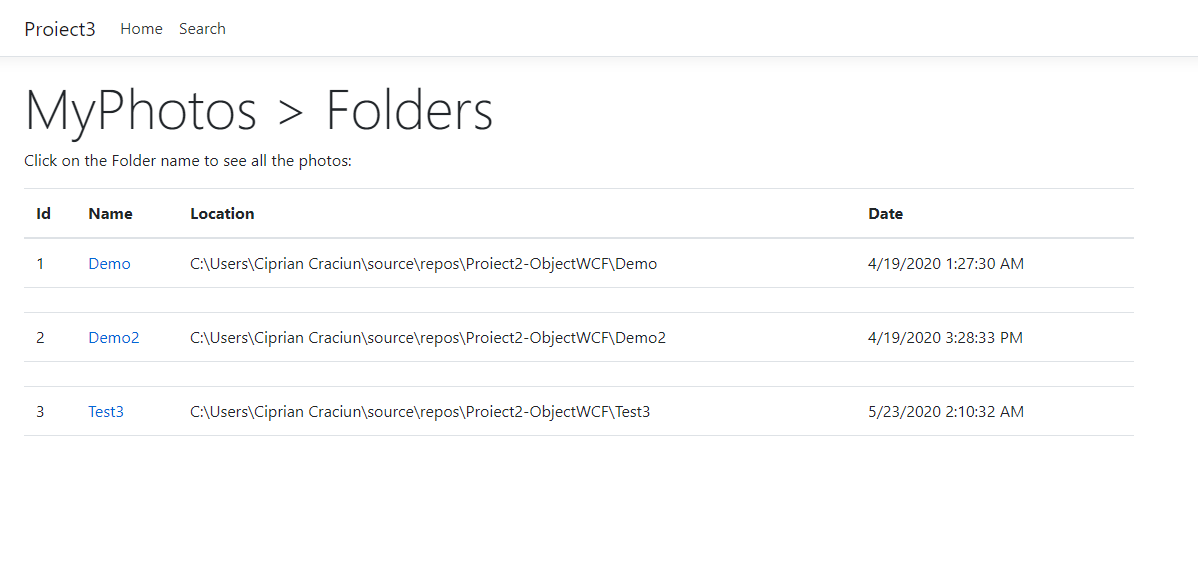 Proiect3 Home Search
MyPhotos > Folders
Click on the Folder name to see all the photos:
Id Name Location Date
1 Demo C:\Users\Ciprian Craciun\source\repos\Proiect2-ObjectWCF\Demo 4/19/2020 1:27:30 AM
2 Demo2 C:\Users\Ciprian Craciun\source\repos\Proiect2-ObjectWCF\Demo2 4/19/2020 3:28:33 PM
3 Test3 C:\Users\Ciprian Craciun\source\repos\Proiect2-ObjectWCF\Test3 5/23/2020 2:10:32 AM